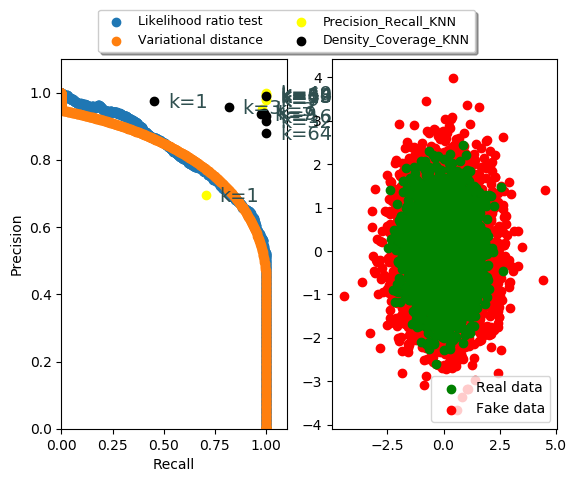 Likelihood ratio test
Variational distance
Precision_Recall_KNN
Density_Coverage_KNN
1.0
0.8
0.6
0.4
0.2
0.0
0.00
0.25
0.50
0.75
1.00
Precision
Recall
k=1
k=64
k=1
4
3
2
1
0
−1
−2
−3
−4
−2.5
0.0
2.5
5.0
Real data
Fake data